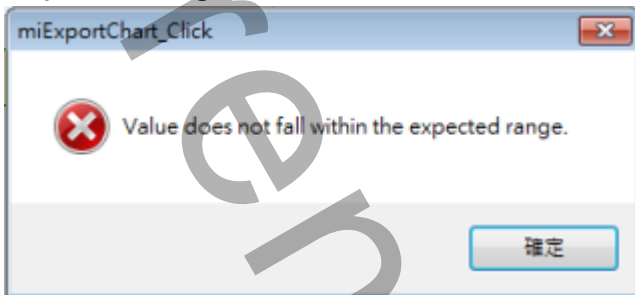 miExportChart_Click
Value does not fall within the expected range.
確定